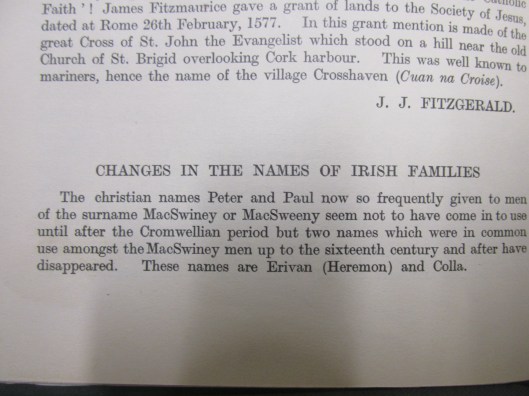 Catholic
Faith '! James Fitzmaurice gave a grant of lands to the Society of Jesus,
dated at Rome 26th February, 1577. In this grant mention is made of the
great Cross of St. John the Evangelist which stood on a hill near the old
Church of St. Brigid overlooking Cork harbour. This was well known to
mariners, hence the name of the village Crosshaven (Cuan na Croise).
J. J. FITZGERALD.
CHANGES IN THE NAMES OF IRISH FAMILIES
The christian names Peter and Paul now so frequently given to men
of the surname MacSwiney or MacSweeny seem not to have come in to use
until after the Cromwellian period but two names which were in common
use amongst the MacSwiney men up to the sixteenth century and after have
disappeared. These names are Erivan (Heremon) and Colla.